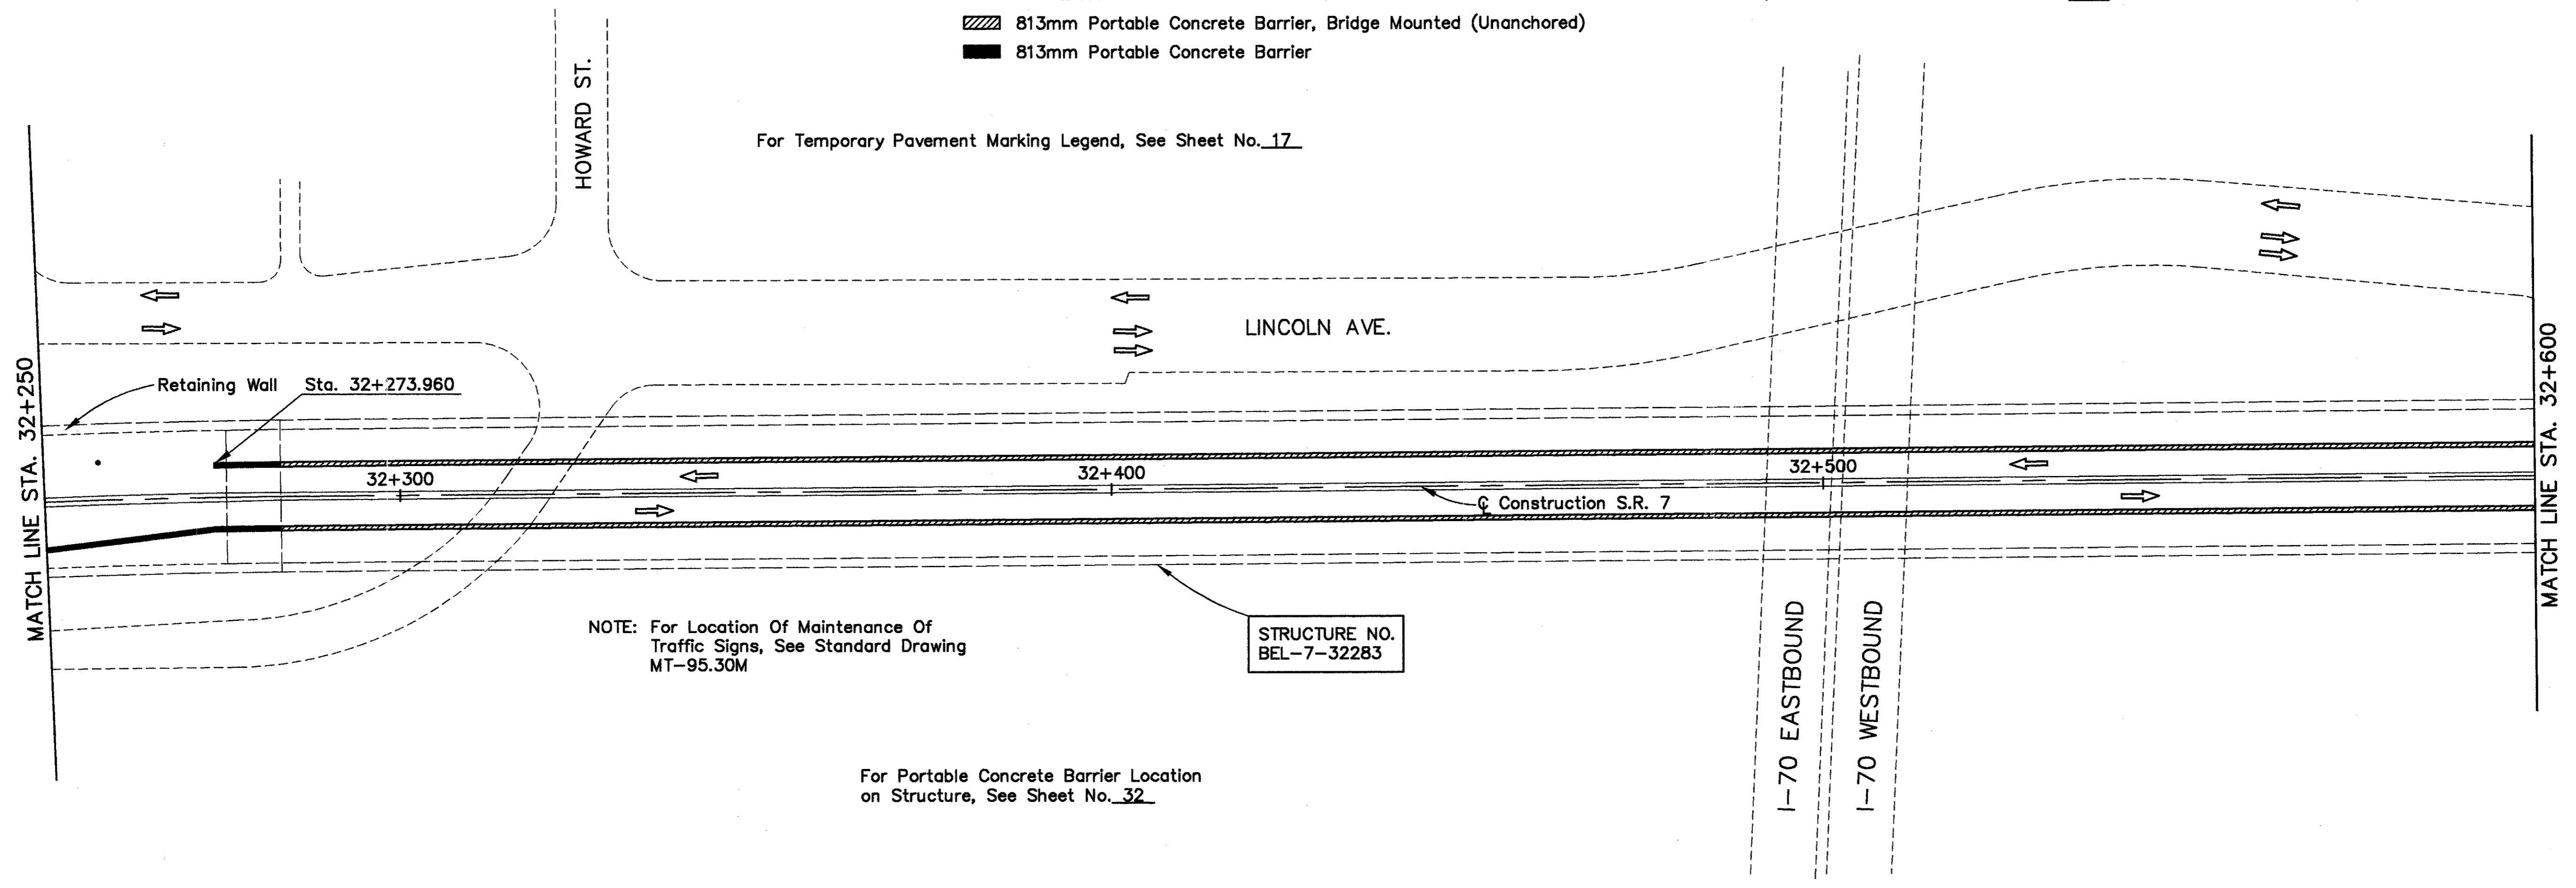 813mm Portable Concrete Barrier, Bridge Mounted (Unanchored)
813mm Portable Concrete Barrier
HOWARD ST.
For Temporary Pavement Marking Legend, See Sheet No. 17
LINCOLN AVE.
MATCH LINE STA. 32+250
Retaining Wall
Sta. 32+273.960
32+300
32+400
32+500
℄ Construction S.R. 7
MATCH LINE STA. 32+600
NOTE: For Location Of Maintenance Of
Traffic Signs, See Standard Drawing
MT-95.30M
STRUCTURE NO.
BEL-7-32283
I-70 EASTBOUND
I-70 WESTBOUND
For Portable Concrete Barrier Location
on Structure, See Sheet No. 32